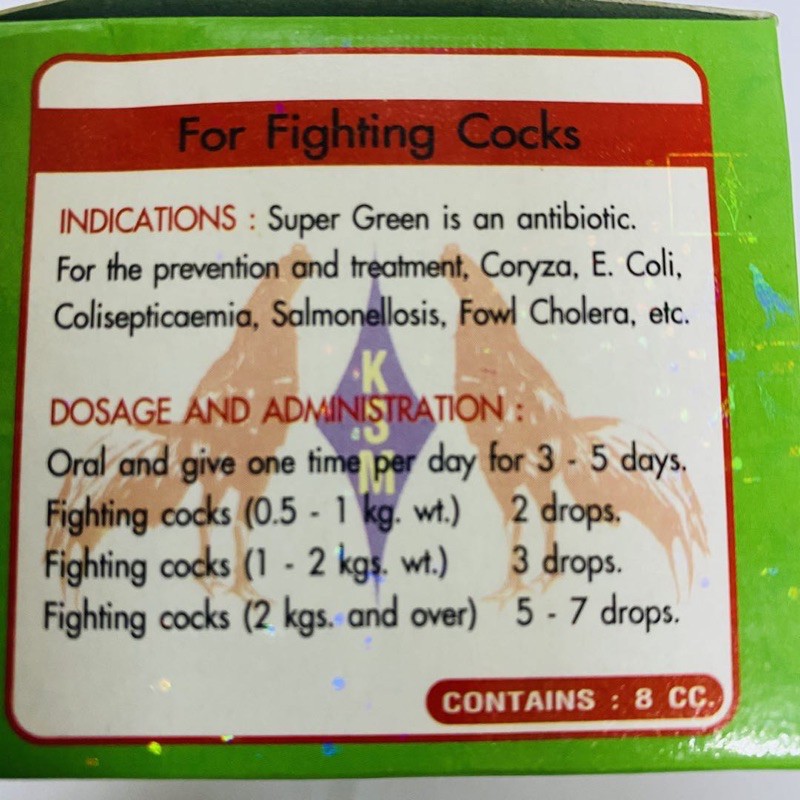 For Fighting Cocks
INDICATIONS : Super Green is an antibiotic.
For the prevention and treatment, Coryza, E. Coli,
Colisepticaemia, Salmonellosis, Fowl Cholera, etc.
K
S
M
DOSAGE AND ADMINISTRATION :
Oral and give one time per day for 3 - 5 days.
Fighting cocks (0.5 - 1 kg. wt.) 2 drops.
Fighting cocks (1 - 2 kgs. wt.) 3 drops.
Fighting cocks (2 kgs. and over) 5 - 7 drops.
CONTAINS : 8 CC.